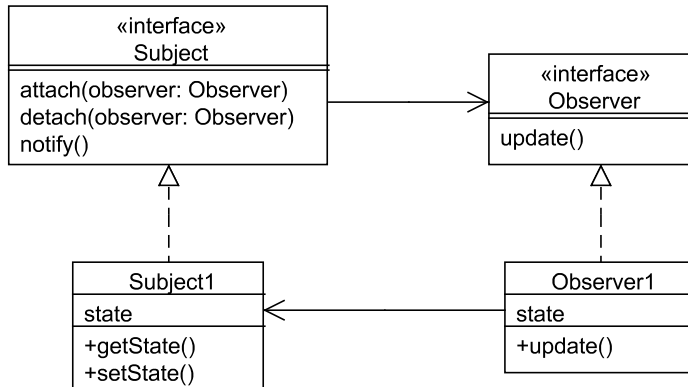 «interface»
Subject
attach(observer: Observer)
detach(observer: Observer)
notify()
«interface»
Observer
update()
Subject1
state
+getState()
+setState()
Observer1
state
+update()